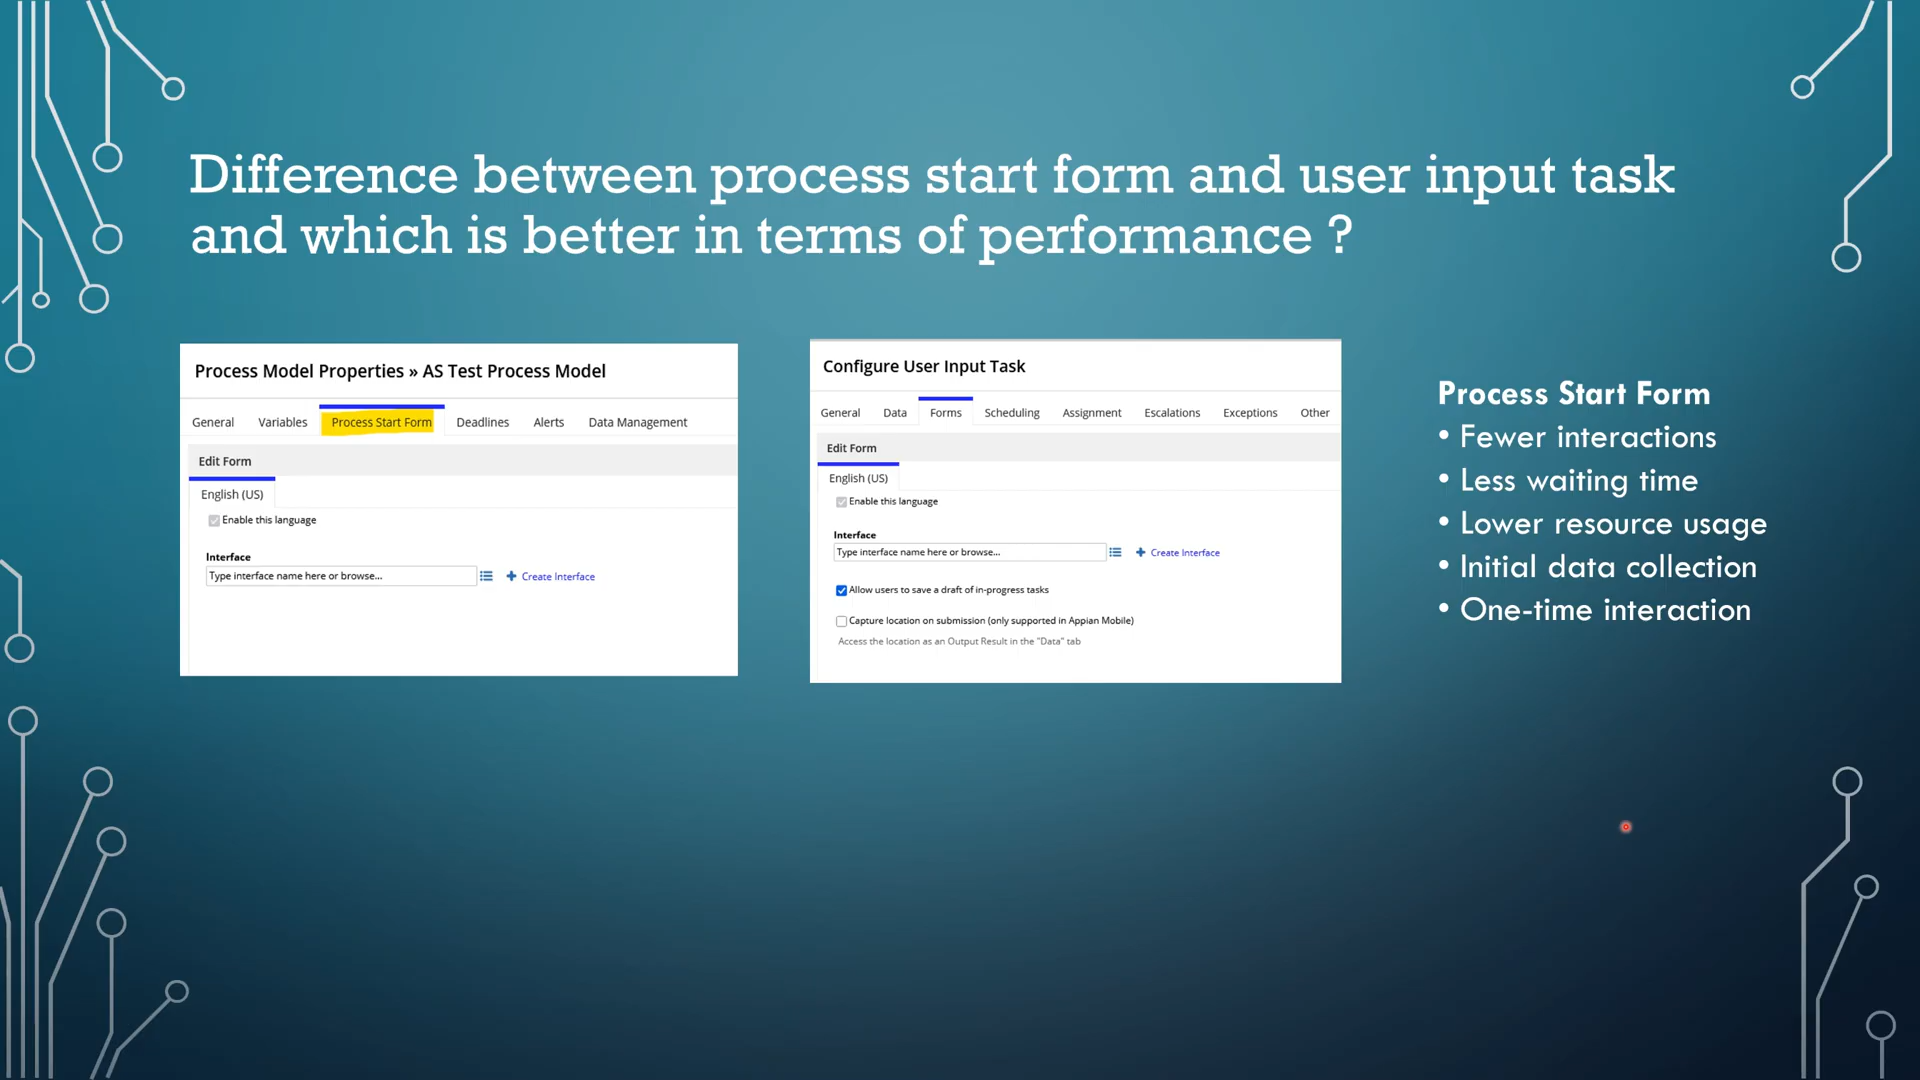 Difference between process start form and user input task
and which is better in terms of performance ?
Process Model Properties » AS Test Process Model
General Variables Process Start Form Deadlines Alerts Data Management
Edit Form
English (US)
Enable this language
Interface
Type interface name here or browse...
Create Interface
Configure User Input Task
General Data Forms Scheduling Assignment Escalations Exceptions Other
Edit Form
English (US)
Enable this language
Interface
Type interface name here or browse...
Create Interface
Allow users to save a draft of in-progress tasks
Capture location on submission (only supported in Appian Mobile)
Access the location as an Output Result in the "Data" tab
Process Start Form
• Fewer interactions
• Less waiting time
• Lower resource usage
• Initial data collection
• One-time interaction